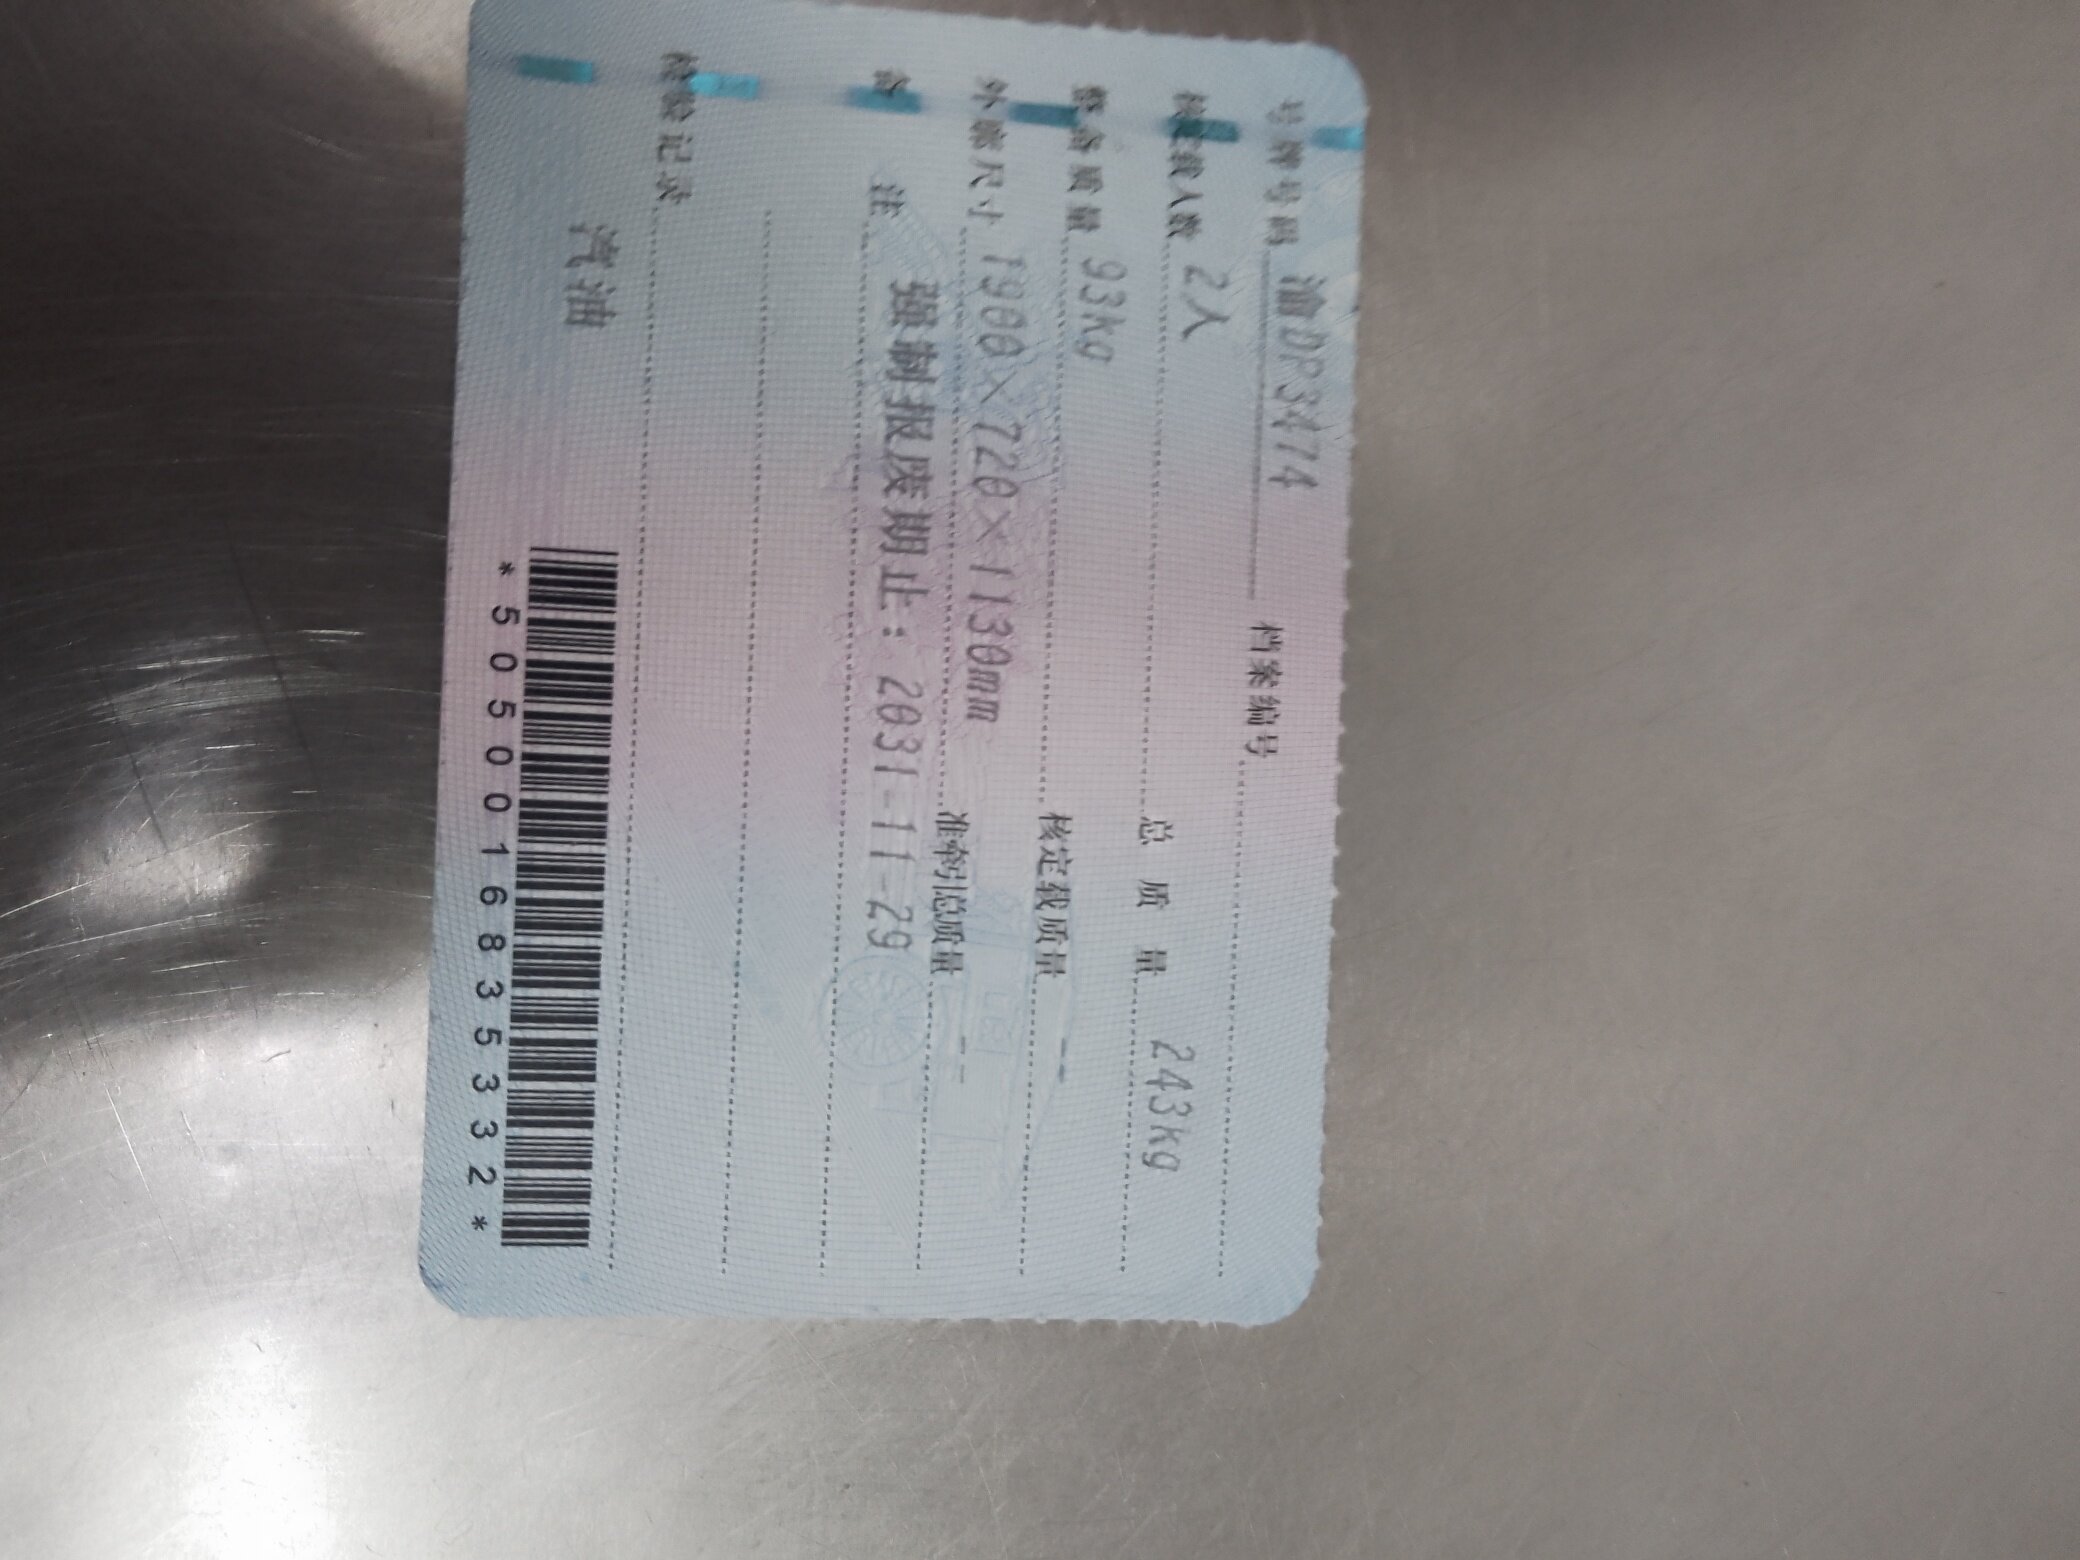 号牌号码 渝DP3474 档案编号
核定载人数 2人 总质量 243kg
整备质量 93kg 核定载质量 --
外廓尺寸 1900×720×1130mm 准牵引总质量 --
备注 强制报废期止：2031-11-29
检验记录
汽油
*5050016835332*